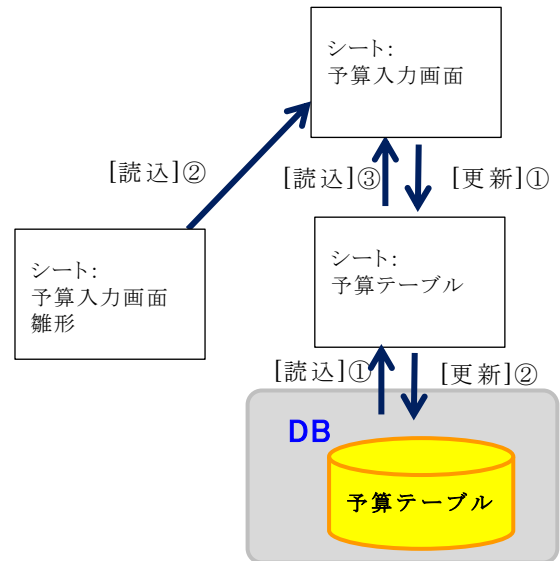 シート:
予算入力画面
[読込]②
[読込]③
[更新]①
シート:
予算入力画面
雛形
シート:
予算テーブル
[読込]①
[更新]②
DB
予算テーブル